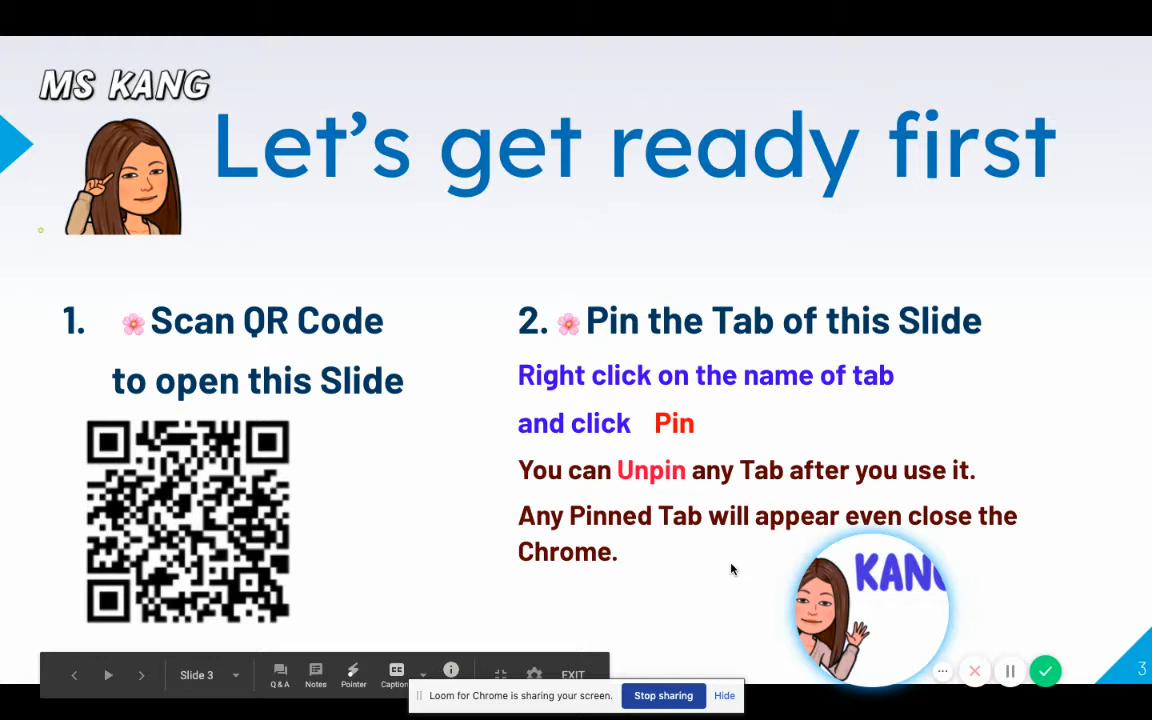 MS KANG
Let's get ready first
1. 🌸 Scan QR Code
to open this Slide
2. 🌸 Pin the Tab of this Slide
Right click on the name of tab
and click Pin
You can Unpin any Tab after you use it.
Any Pinned Tab will appear even close the
Chrome.
KANG
Slide 3
Q & A
Notes
Pointer
Caption
EXIT
Loom for Chrome is sharing your screen.
Stop sharing
Hide
3